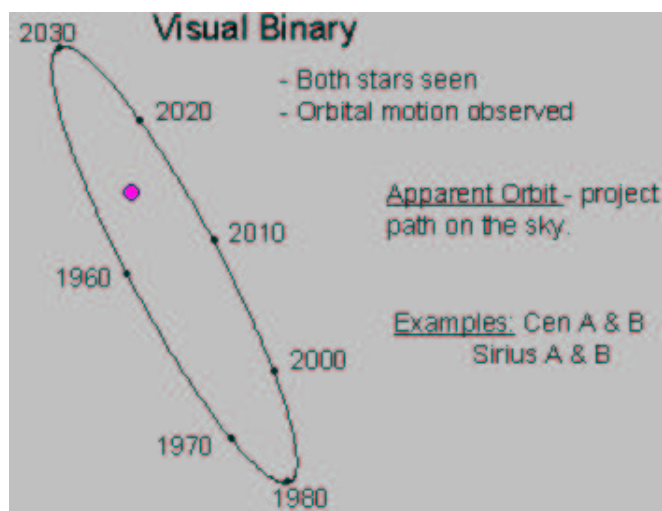 Visual Binary
2030
- Both stars seen
2020
- Orbital motion observed
Apparent Orbit - project
path on the sky.
2010
1960
Examples: Cen A & B
Sirius A & B
2000
1970
1980